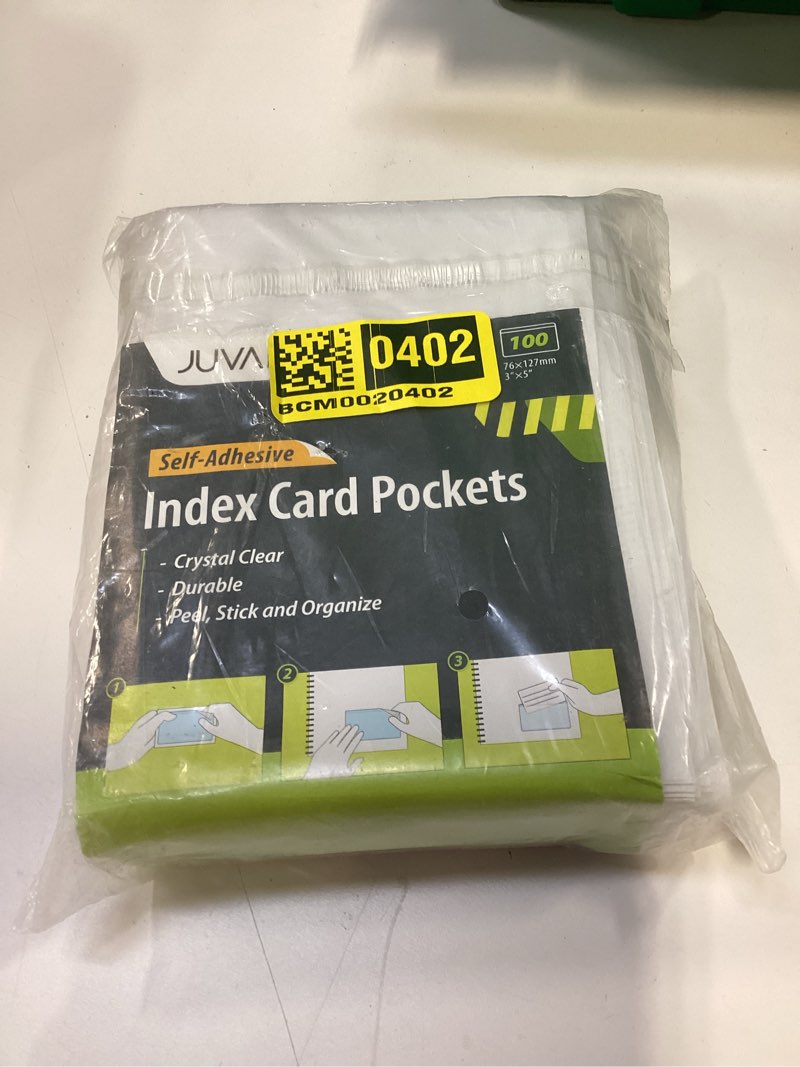 JUVA
0402
BCM0020402
100
76×127mm
3"×5"
Self-Adhesive
Index Card Pockets
- Crystal Clear
- Durable
- Peel, Stick and Organize
1
2
3